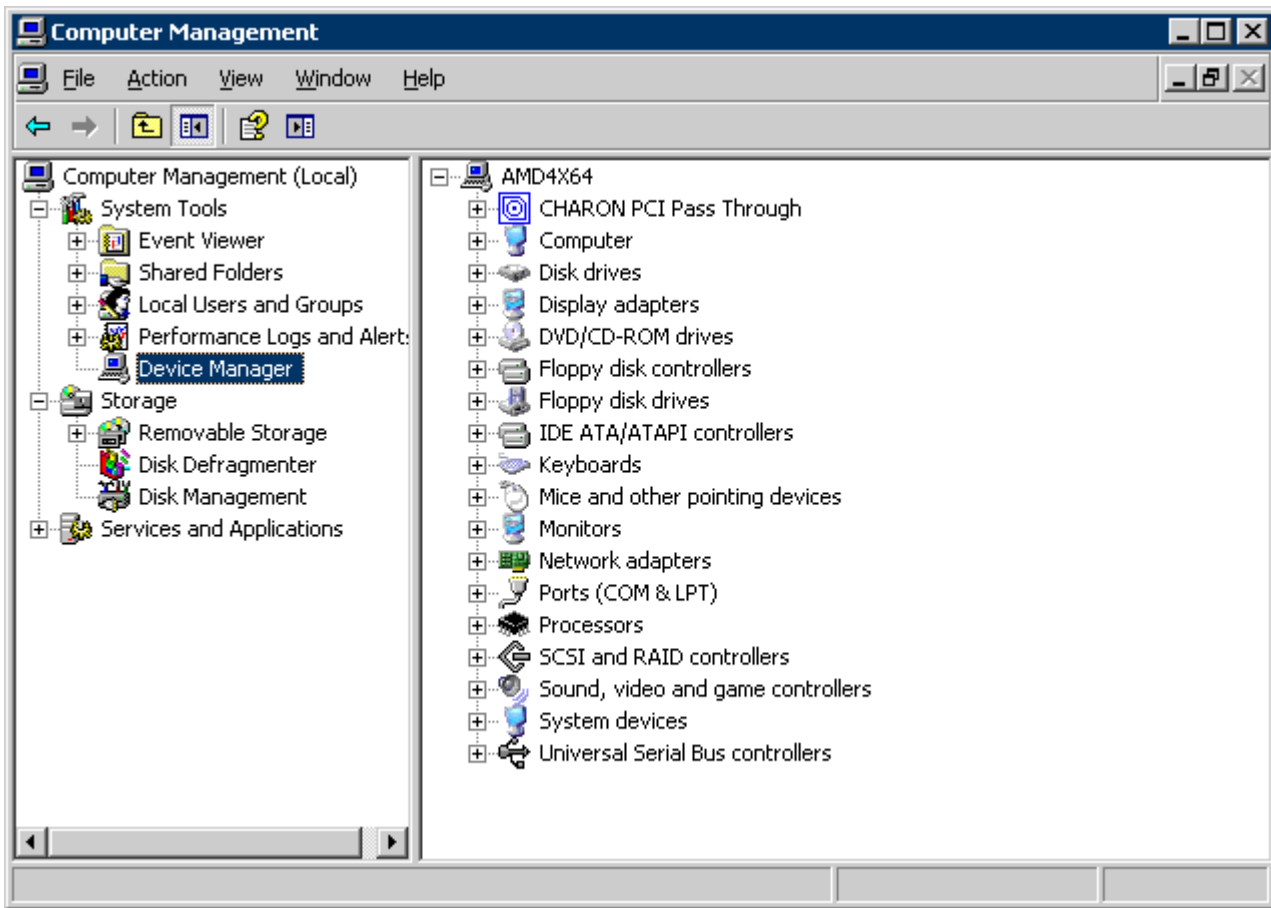 Computer Management
File Action View Window Help
Computer Management (Local)
System Tools
Event Viewer
Shared Folders
Local Users and Groups
Performance Logs and Alert
Device Manager
Storage
Removable Storage
Disk Defragmenter
Disk Management
Services and Applications
AMD4X64
CHARON PCI Pass Through
Computer
Disk drives
Display adapters
DVD/CD-ROM drives
Floppy disk controllers
Floppy disk drives
IDE ATA/ATAPI controllers
Keyboards
Mice and other pointing devices
Monitors
Network adapters
Ports (COM & LPT)
Processors
SCSI and RAID controllers
Sound, video and game controllers
System devices
Universal Serial Bus controllers